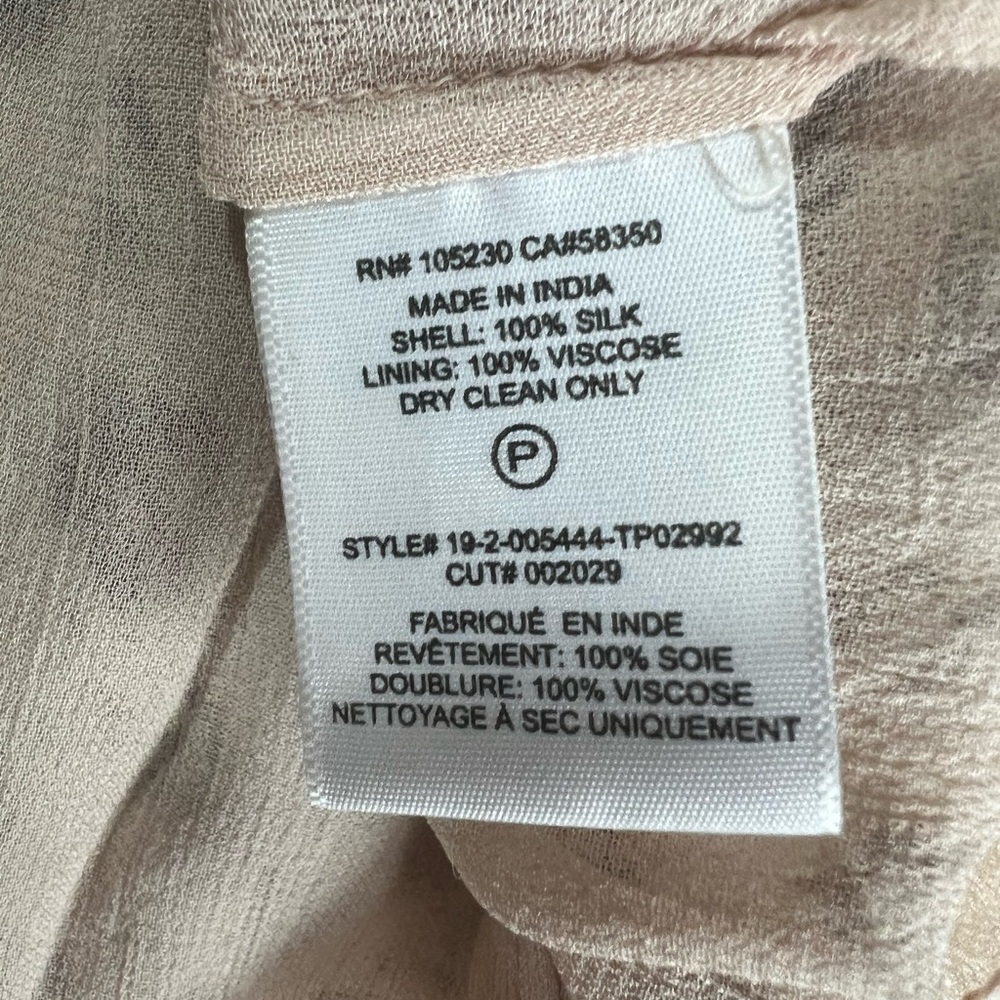 RN# 105230 CA#58350
MADE IN INDIA
SHELL: 100% SILK
LINING: 100% VISCOSE
DRY CLEAN ONLY
P
STYLE# 19-2-005444-TP02992
CUT# 002029
FABRIQUÉ EN INDE
REVÊTEMENT: 100% SOIE
DOUBLURE: 100% VISCOSE
NETTOYAGE À SEC UNIQUEMENT